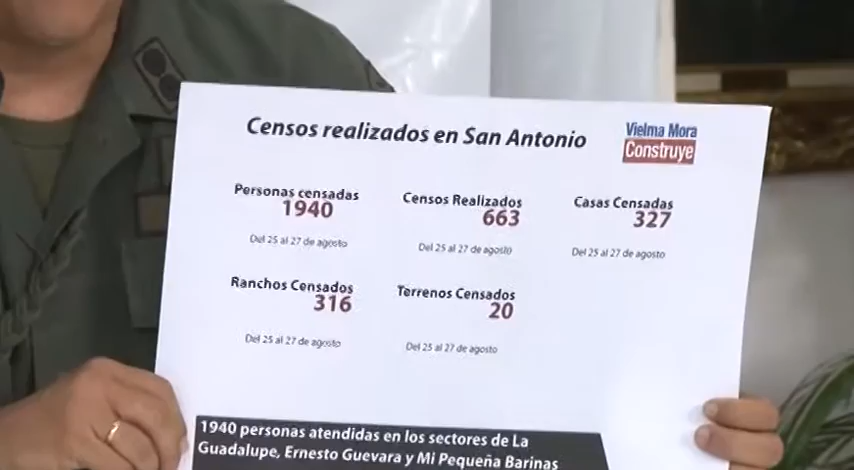 Censos realizados en San Antonio
Vielma Mora
Construye
Personas censadas
1940
Del 25 al 27 de agosto
Censos Realizados
663
Del 25 al 27 de agosto
Casas Censadas
327
Del 25 al 27 de agosto
Ranchos Censados
316
Del 25 al 27 de agosto
Terrenos Censados
20
Del 25 al 27 de agosto
1940 personas atendidas en los sectores de La
Guadalupe, Ernesto Guevara y Mi Pequeña Barinas